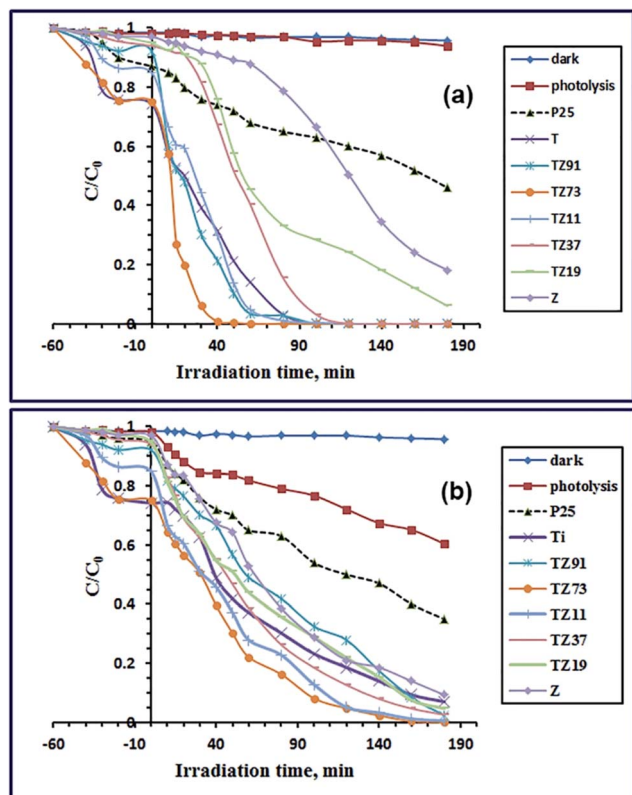 1
0.8
0.6
0.4
0.2
0
-60
-10
40
90
140
190
C/C0
Irradiation time, min
(a)
dark
photolysis
P25
T
TZ91
TZ73
TZ11
TZ37
TZ19
Z
1
0.8
0.6
0.4
0.2
0
-60
-10
40
90
140
190
C/C0
Irradiation time, min
(b)
dark
photolysis
P25
Ti
TZ91
TZ73
TZ11
TZ37
TZ19
Z